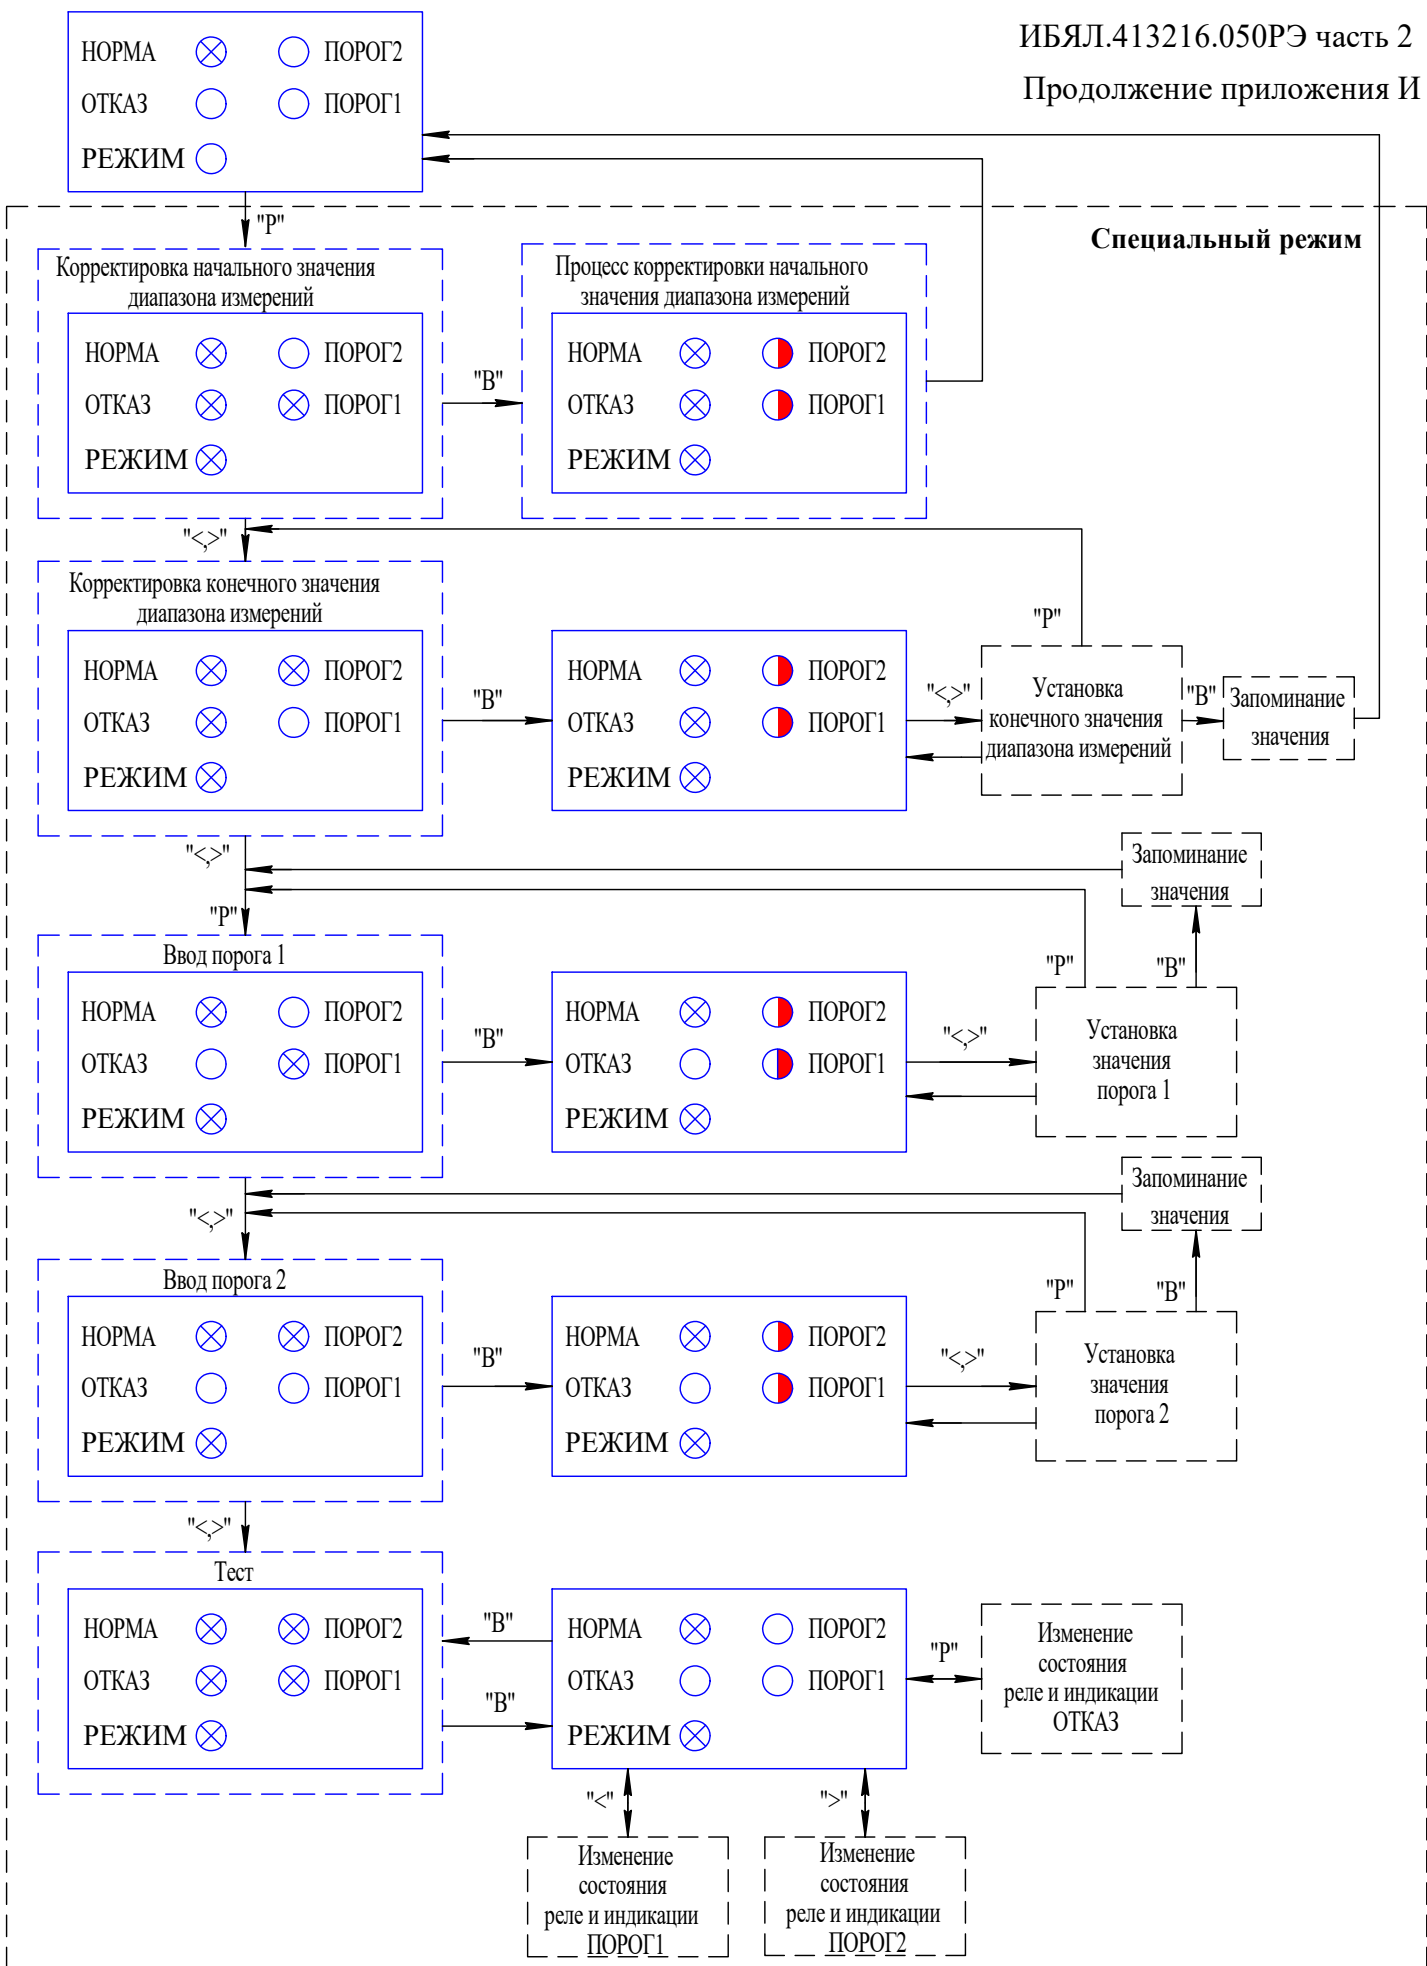 ИБЯЛ.413216.050РЭ часть 2
Продолжение приложения И
НОРМА ПОРОГ2
ОТКАЗ ПОРОГ1
РЕЖИМ
"Р"
Специальный режим
Корректировка начального значения
диапазона измерений
НОРМА ПОРОГ2
ОТКАЗ ПОРОГ1
РЕЖИМ
"В"
Процесс корректировки начального
значения диапазона измерений
НОРМА ПОРОГ2
ОТКАЗ ПОРОГ1
РЕЖИМ
"<,>"
Корректировка конечного значения
диапазона измерений
НОРМА ПОРОГ2
ОТКАЗ ПОРОГ1
РЕЖИМ
"В"
НОРМА ПОРОГ2
ОТКАЗ ПОРОГ1
РЕЖИМ
"<,>"
"Р"
Установка
конечного значения
диапазона измерений
"В"
Запоминание
значения
"<,>"
"Р"
Запоминание
значения
Ввод порога 1
НОРМА ПОРОГ2
ОТКАЗ ПОРОГ1
РЕЖИМ
"В"
НОРМА ПОРОГ2
ОТКАЗ ПОРОГ1
РЕЖИМ
"<,>"
"Р"
"В"
Установка
значения
порога 1
"<,>"
Запоминание
значения
Ввод порога 2
НОРМА ПОРОГ2
ОТКАЗ ПОРОГ1
РЕЖИМ
"В"
НОРМА ПОРОГ2
ОТКАЗ ПОРОГ1
РЕЖИМ
"<,>"
"Р"
"В"
Установка
значения
порога 2
"<,>"
Тест
НОРМА ПОРОГ2
ОТКАЗ ПОРОГ1
РЕЖИМ
"В"
"В"
НОРМА ПОРОГ2
ОТКАЗ ПОРОГ1
РЕЖИМ
"Р"
Изменение
состояния
реле и индикации
ОТКАЗ
"<"
">"
Изменение
состояния
реле и индикации
ПОРОГ1
Изменение
состояния
реле и индикации
ПОРОГ2